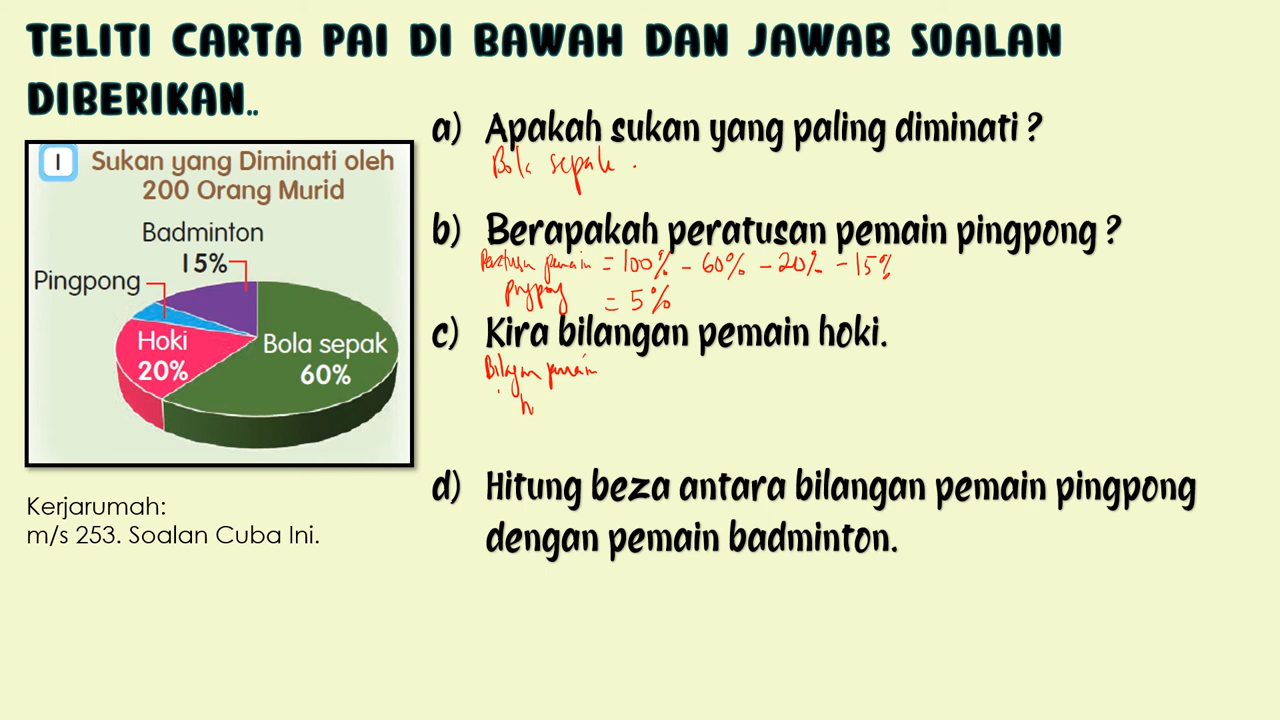 TELITI CARTA PAI DI BAWAH DAN JAWAB SOALAN
DIBERIKAN..
1 Sukan yang Diminati oleh
200 Orang Murid
Badminton
15%
Pingpong
Hoki
20%
Bola sepak
60%
Kerjarumah:
m/s 253. Soalan Cuba Ini.
a) Apakah sukan yang paling diminati ?
Bola sepak .
b) Berapakah peratusan pemain pingpong ?
pemain = 100% - 60% - 20% - 15%
pingpong = 5%
c) Kira bilangan pemain hoki.
Bilagan pemain
h
d) Hitung beza antara bilangan pemain pingpong
dengan pemain badminton.